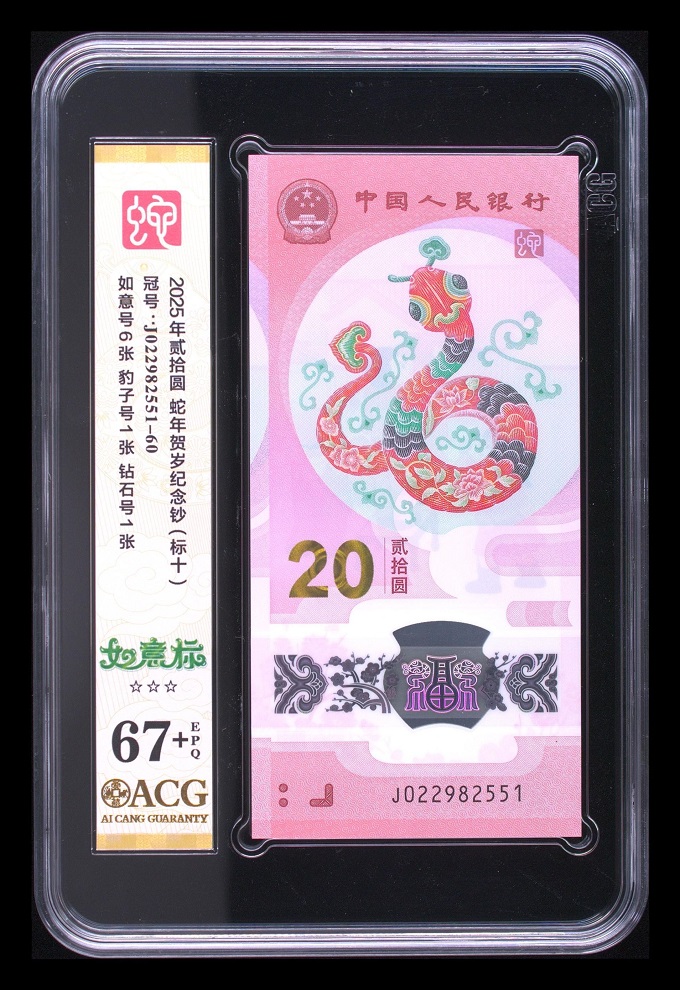 蛇
2025年贰拾圆 蛇年贺岁纪念钞（标十）
冠号：J022982551-60
如意号6张 豹子号1张 钻石号1张
如意标
☆☆☆
67+EPQ
ACG
AI CANG GUARANTY
中国人民银行
蛇
20
贰拾圆
福
J022982551
ACG